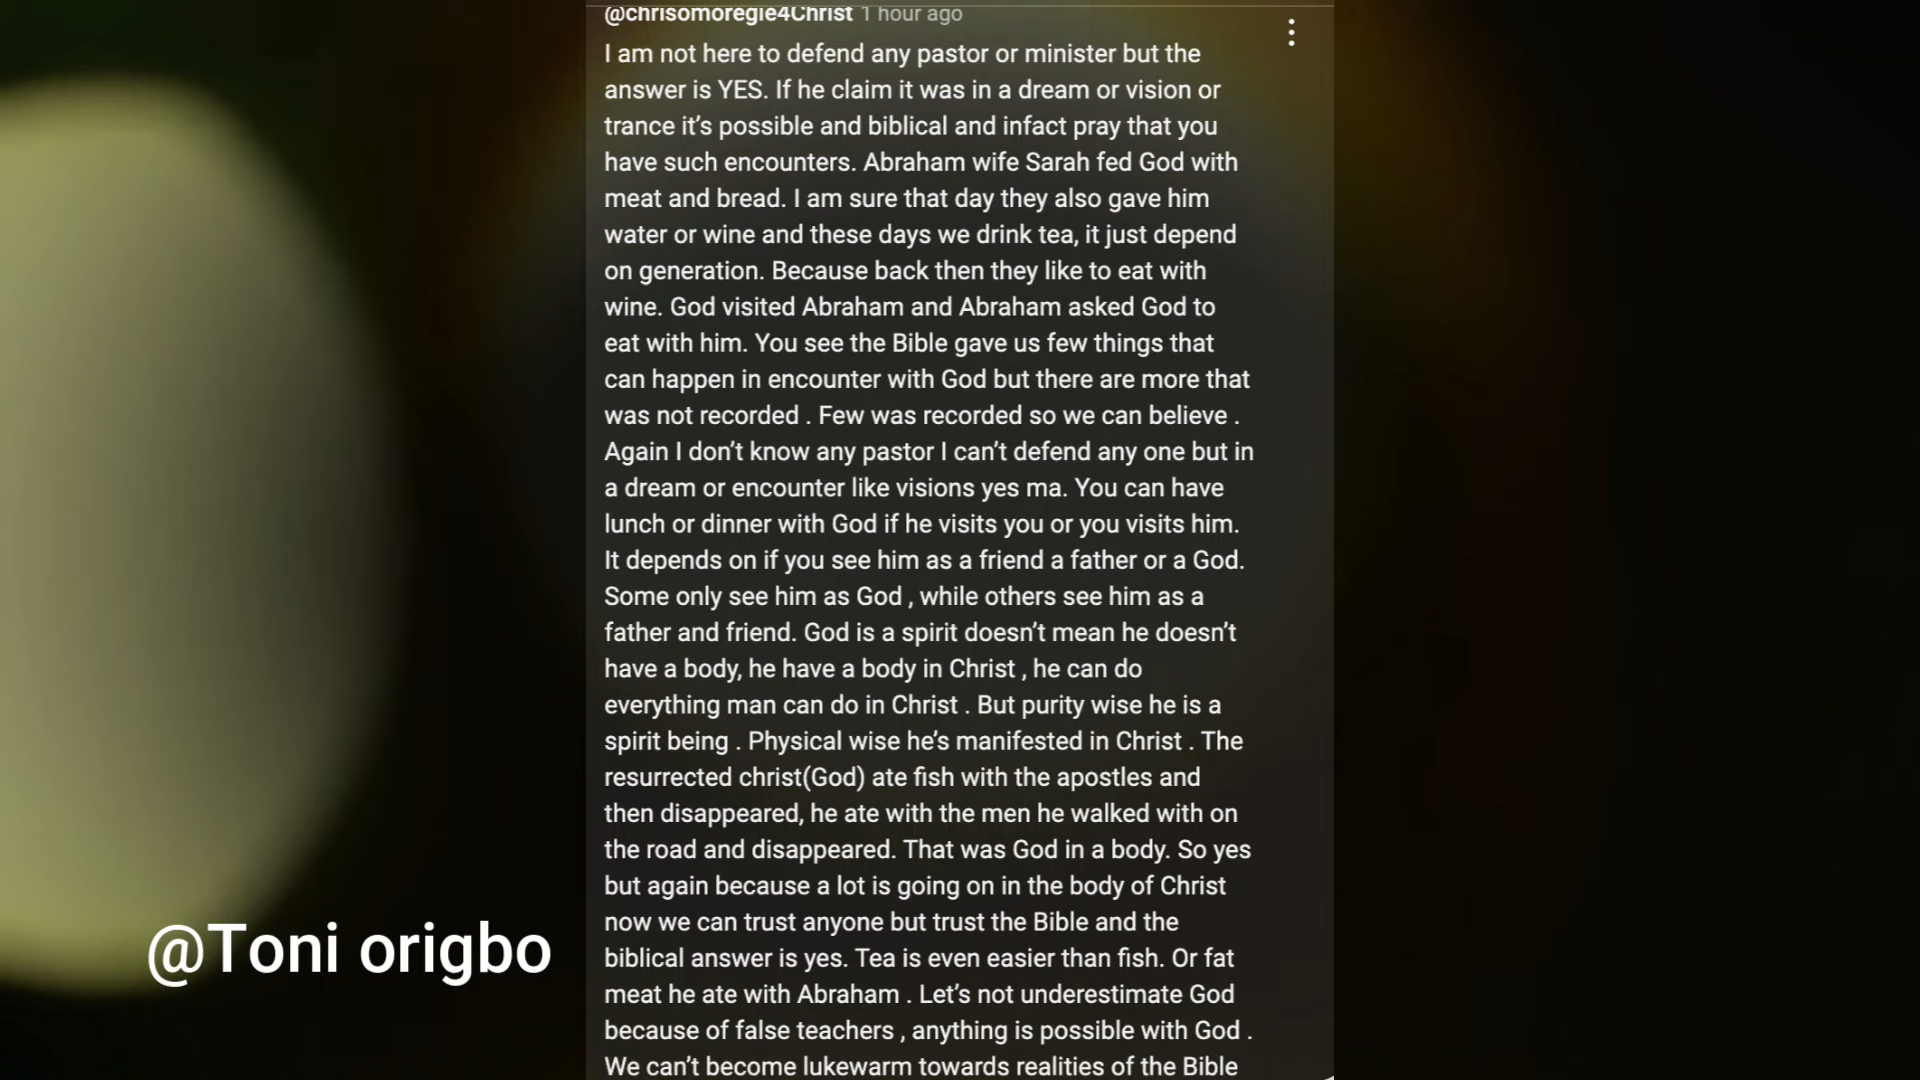 @chrisomoregie4Christ 1 hour ago
I am not here to defend any pastor or minister but the
answer is YES. If he claim it was in a dream or vision or
trance it's possible and biblical and infact pray that you
have such encounters. Abraham wife Sarah fed God with
meat and bread. I am sure that day they also gave him
water or wine and these days we drink tea, it just depend
on generation. Because back then they like to eat with
wine. God visited Abraham and Abraham asked God to
eat with him. You see the Bible gave us few things that
can happen in encounter with God but there are more that
was not recorded . Few was recorded so we can believe .
Again I don't know any pastor I can't defend any one but in
a dream or encounter like visions yes ma. You can have
lunch or dinner with God if he visits you or you visits him.
It depends on if you see him as a friend a father or a God.
Some only see him as God , while others see him as a
father and friend. God is a spirit doesn't mean he doesn't
have a body, he have a body in Christ , he can do
everything man can do in Christ . But purity wise he is a
spirit being . Physical wise he's manifested in Christ . The
resurrected christ(God) ate fish with the apostles and
then disappeared, he ate with the men he walked with on
the road and disappeared. That was God in a body. So yes
but again because a lot is going on in the body of Christ
now we can trust anyone but trust the Bible and the
biblical answer is yes. Tea is even easier than fish. Or fat
meat he ate with Abraham . Let's not underestimate God
because of false teachers , anything is possible with God .
We can't become lukewarm towards realities of the Bible
@Toni origbo